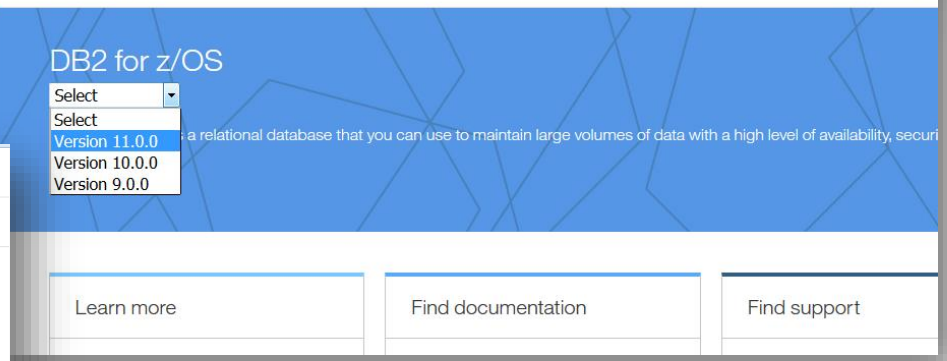 DB2 for z/OS
Select
Select
Version 11.0.0
a relational database that you can use to maintain large volumes of data with a high level of availability,
Version 10.0.0
Version 9.0.0
Learn more
Find documentation
Find support